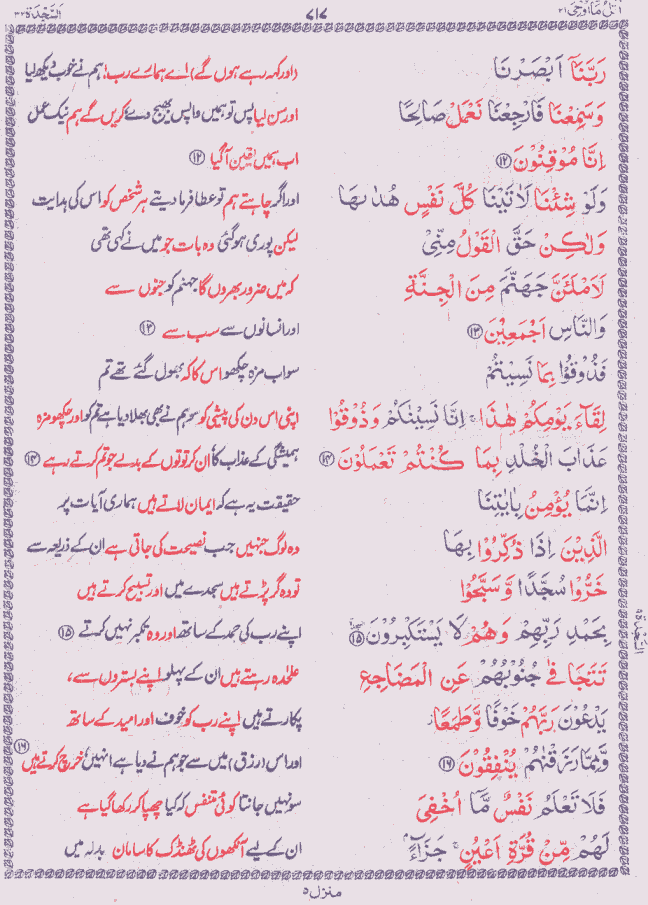 اتل مآ اوحی ۲۱
۷۱۷
السّجدۃ ۳۲
رَبَّنَآ اَبْصَرْنَا
(اور کہہ رہے ہوں گے) اے ہمارے رب! ہم نے خوب دیکھ لیا
وَسَمِعْنَا فَارْجِعْنَا نَعْمَلْ صَالِحًا
اور سن لیا پس تو ہمیں واپس بھیج دے کریں گے ہم نیک عمل
اِنَّا مُوْقِنُوْنَ ﴿۱۲﴾
اب ہمیں یقین آگیا ﴿۱۲﴾
وَلَوْ شِئْنَا لَاٰتَيْنَا كُلَّ نَفْسٍ هُدٰىهَا
اور اگر چاہتے ہم تو عطا فرما دیتے ہر شخص کو اس کی ہدایت
وَلٰكِنْ حَقَّ الْقَوْلُ مِنِّىْ
لیکن پوری ہوگئی وہ بات جو میں نے کہی تھی
لَاَمْلَئَنَّ جَهَنَّمَ مِنَ الْجِنَّةِ
کہ میں ضرور بھروں گا جہنم کو جنوں سے
وَالنَّاسِ اَجْمَعِيْنَ ﴿۱۳﴾
اور انسانوں سے سب سے ﴿۱۳﴾
فَذُوْقُوْا بِمَا نَسِيْتُمْ
سو اب مزہ چکھو اس کا کہ بھول گئے تھے تم
لِقَآءَ يَوْمِكُمْ هٰذَا ۚ اِنَّا نَسِيْنٰكُمْ وَذُوْقُوْا
اپنی اس دن کی پیشی کو سو ہم نے بھی بھلا دیا ہے تم کو اور چکھو مزہ
عَذَابَ الْخُلْدِ بِمَا كُنْتُمْ تَعْمَلُوْنَ ﴿۱۴﴾
ہمیشگی کے عذاب کا ان کرتوتوں کے بدلے جو تم کرتے رہے ﴿۱۴﴾
اِنَّمَا يُؤْمِنُ بِاٰيٰتِنَا
حقیقت یہ ہے کہ ایمان لاتے ہیں ہماری آیات پر
الَّذِيْنَ اِذَا ذُكِّرُوْا بِهَا
وہ لوگ جنہیں جب نصیحت کی جاتی ہے ان کے ذریعہ سے
خَرُّوْا سُجَّدًا وَّسَبَّحُوْا
تو وہ گر پڑتے ہیں سجدے میں اور تسبیح کرتے ہیں
بِحَمْدِ رَبِّهِمْ وَهُمْ لَا يَسْتَكْبِرُوْنَ ﴿۱۵﴾
اپنے رب کی حمد کے ساتھ اور وہ تکبر نہیں کرتے ﴿۱۵﴾
تَتَجَافٰى جُنُوْبُهُمْ عَنِ الْمَضَاجِعِ
علٰحدہ رہتے ہیں ان کے پہلو اپنے بستروں سے،
يَدْعُوْنَ رَبَّهُمْ خَوْفًا وَّطَمَعًا
پکارتے ہیں اپنے رب کو خوف اور امید کے ساتھ
وَّمِمَّا رَزَقْنٰهُمْ يُنْفِقُوْنَ ﴿۱۶﴾
اور اس (رزق) میں سے جو ہم نے دیا ہے انہیں، خرچ کرتے ہیں ﴿۱۶﴾
فَلَا تَعْلَمُ نَفْسٌ مَّآ اُخْفِىَ
سو نہیں جانتا کوئی متنفس کہ کیا چھپا کر رکھا گیا ہے
لَهُمْ مِّنْ قُرَّةِ اَعْيُنٍ ۚ جَزَآءًۢ
ان کے لیے آنکھوں کی ٹھنڈک کا سامان بدلہ میں
السّجدۃ ۹
منزل ۵